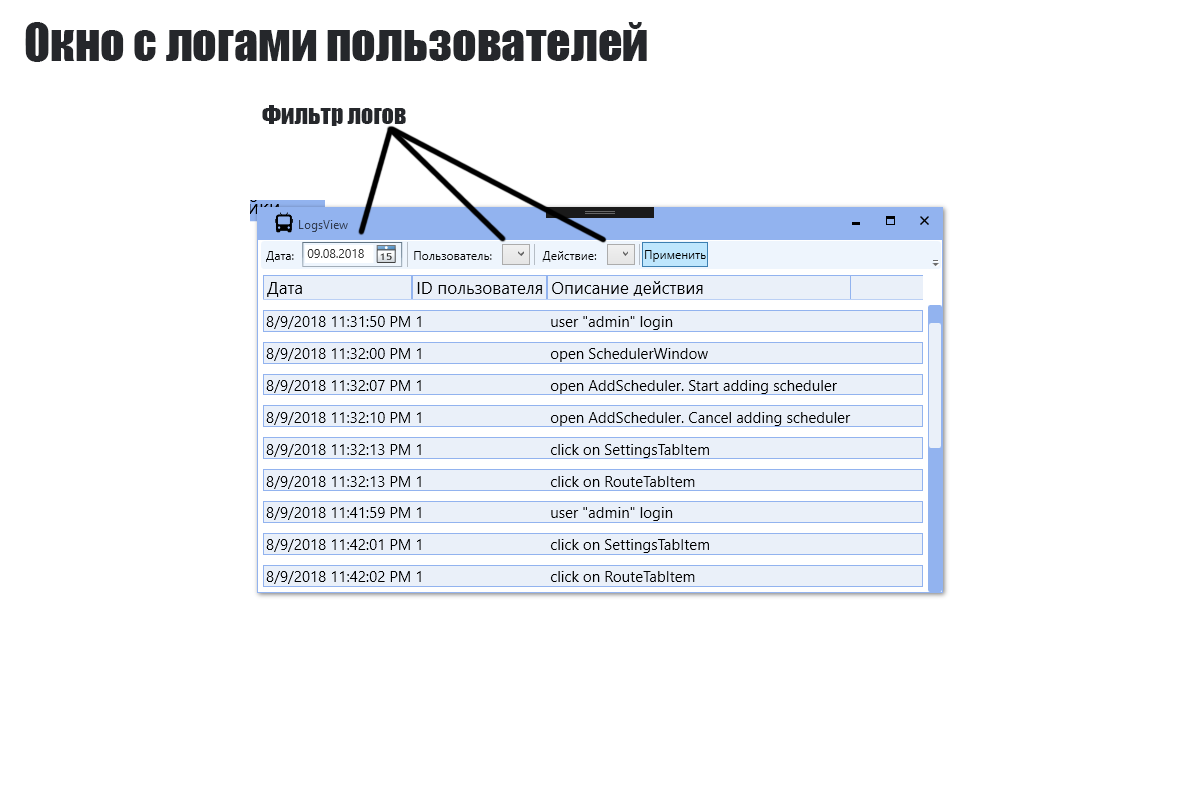 Окно с логами пользователей
Фильтр логов
LogsView
Дата: 09.08.2018 15 Пользователь: Действие: Применить
Дата ID пользователя Описание действия
8/9/2018 11:31:50 PM 1 user "admin" login
8/9/2018 11:32:00 PM 1 open SchedulerWindow
8/9/2018 11:32:07 PM 1 open AddScheduler. Start adding scheduler
8/9/2018 11:32:10 PM 1 open AddScheduler. Cancel adding scheduler
8/9/2018 11:32:13 PM 1 click on SettingsTabItem
8/9/2018 11:32:13 PM 1 click on RouteTabItem
8/9/2018 11:41:59 PM 1 user "admin" login
8/9/2018 11:42:01 PM 1 click on SettingsTabItem
8/9/2018 11:42:02 PM 1 click on RouteTabItem